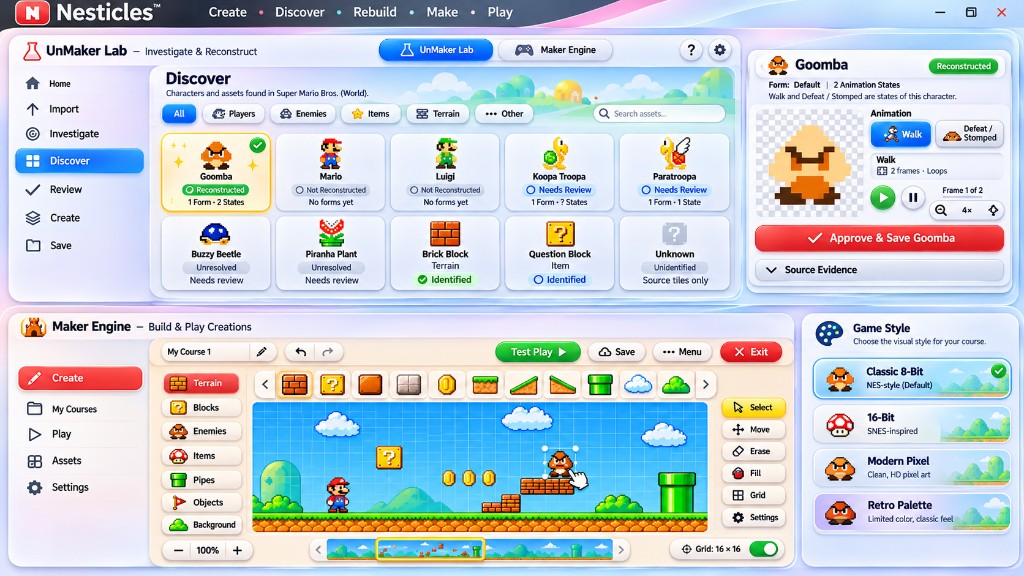 N Nesticles™ Create • Discover • Rebuild • Make • Play
UnMaker Lab – Investigate & Reconstruct
UnMaker Lab
Maker Engine
?
Home
Import
Investigate
Discover
Review
Create
Save
Discover
Characters and assets found in Super Mario Bros. (World).
All
Players
Enemies
Items
Terrain
Other
Search assets...
Goomba
Reconstructed
1 Form • 2 States
Mario
Not Reconstructed
No forms yet
Luigi
Not Reconstructed
No forms yet
Koopa Troopa
Needs Review
1 Form • ? States
Paratroopa
Needs Review
1 Form • 1 State
Buzzy Beetle
Unresolved
Needs review
Piranha Plant
Unresolved
Needs review
Brick Block
Terrain
Identified
?
Question Block
Item
Identified
?
Unknown
Unidentified
Source tiles only
Goomba
Reconstructed
Form: Default | 2 Animation States
Walk and Defeat / Stomped are states of this character.
Animation
Walk
Defeat /
Stomped
Walk
2 frames • Loops
Frame 1 of 2
4×
Approve & Save Goomba
Source Evidence
Maker Engine – Build & Play Creations
Create
My Courses
Play
Assets
Settings
My Course 1
Test Play
Save
Menu
Exit
Terrain
Blocks
Enemies
Items
Pipes
Objects
Background
?
?
?
Select
Move
Erase
Fill
Grid
Settings
– 100% +
Grid: 16 × 16
Game Style
Choose the visual style for your course.
Classic 8-Bit
NES-style (Default)
16-Bit
SNES-inspired
Modern Pixel
Clean, HD pixel art
Retro Palette
Limited color, classic feel